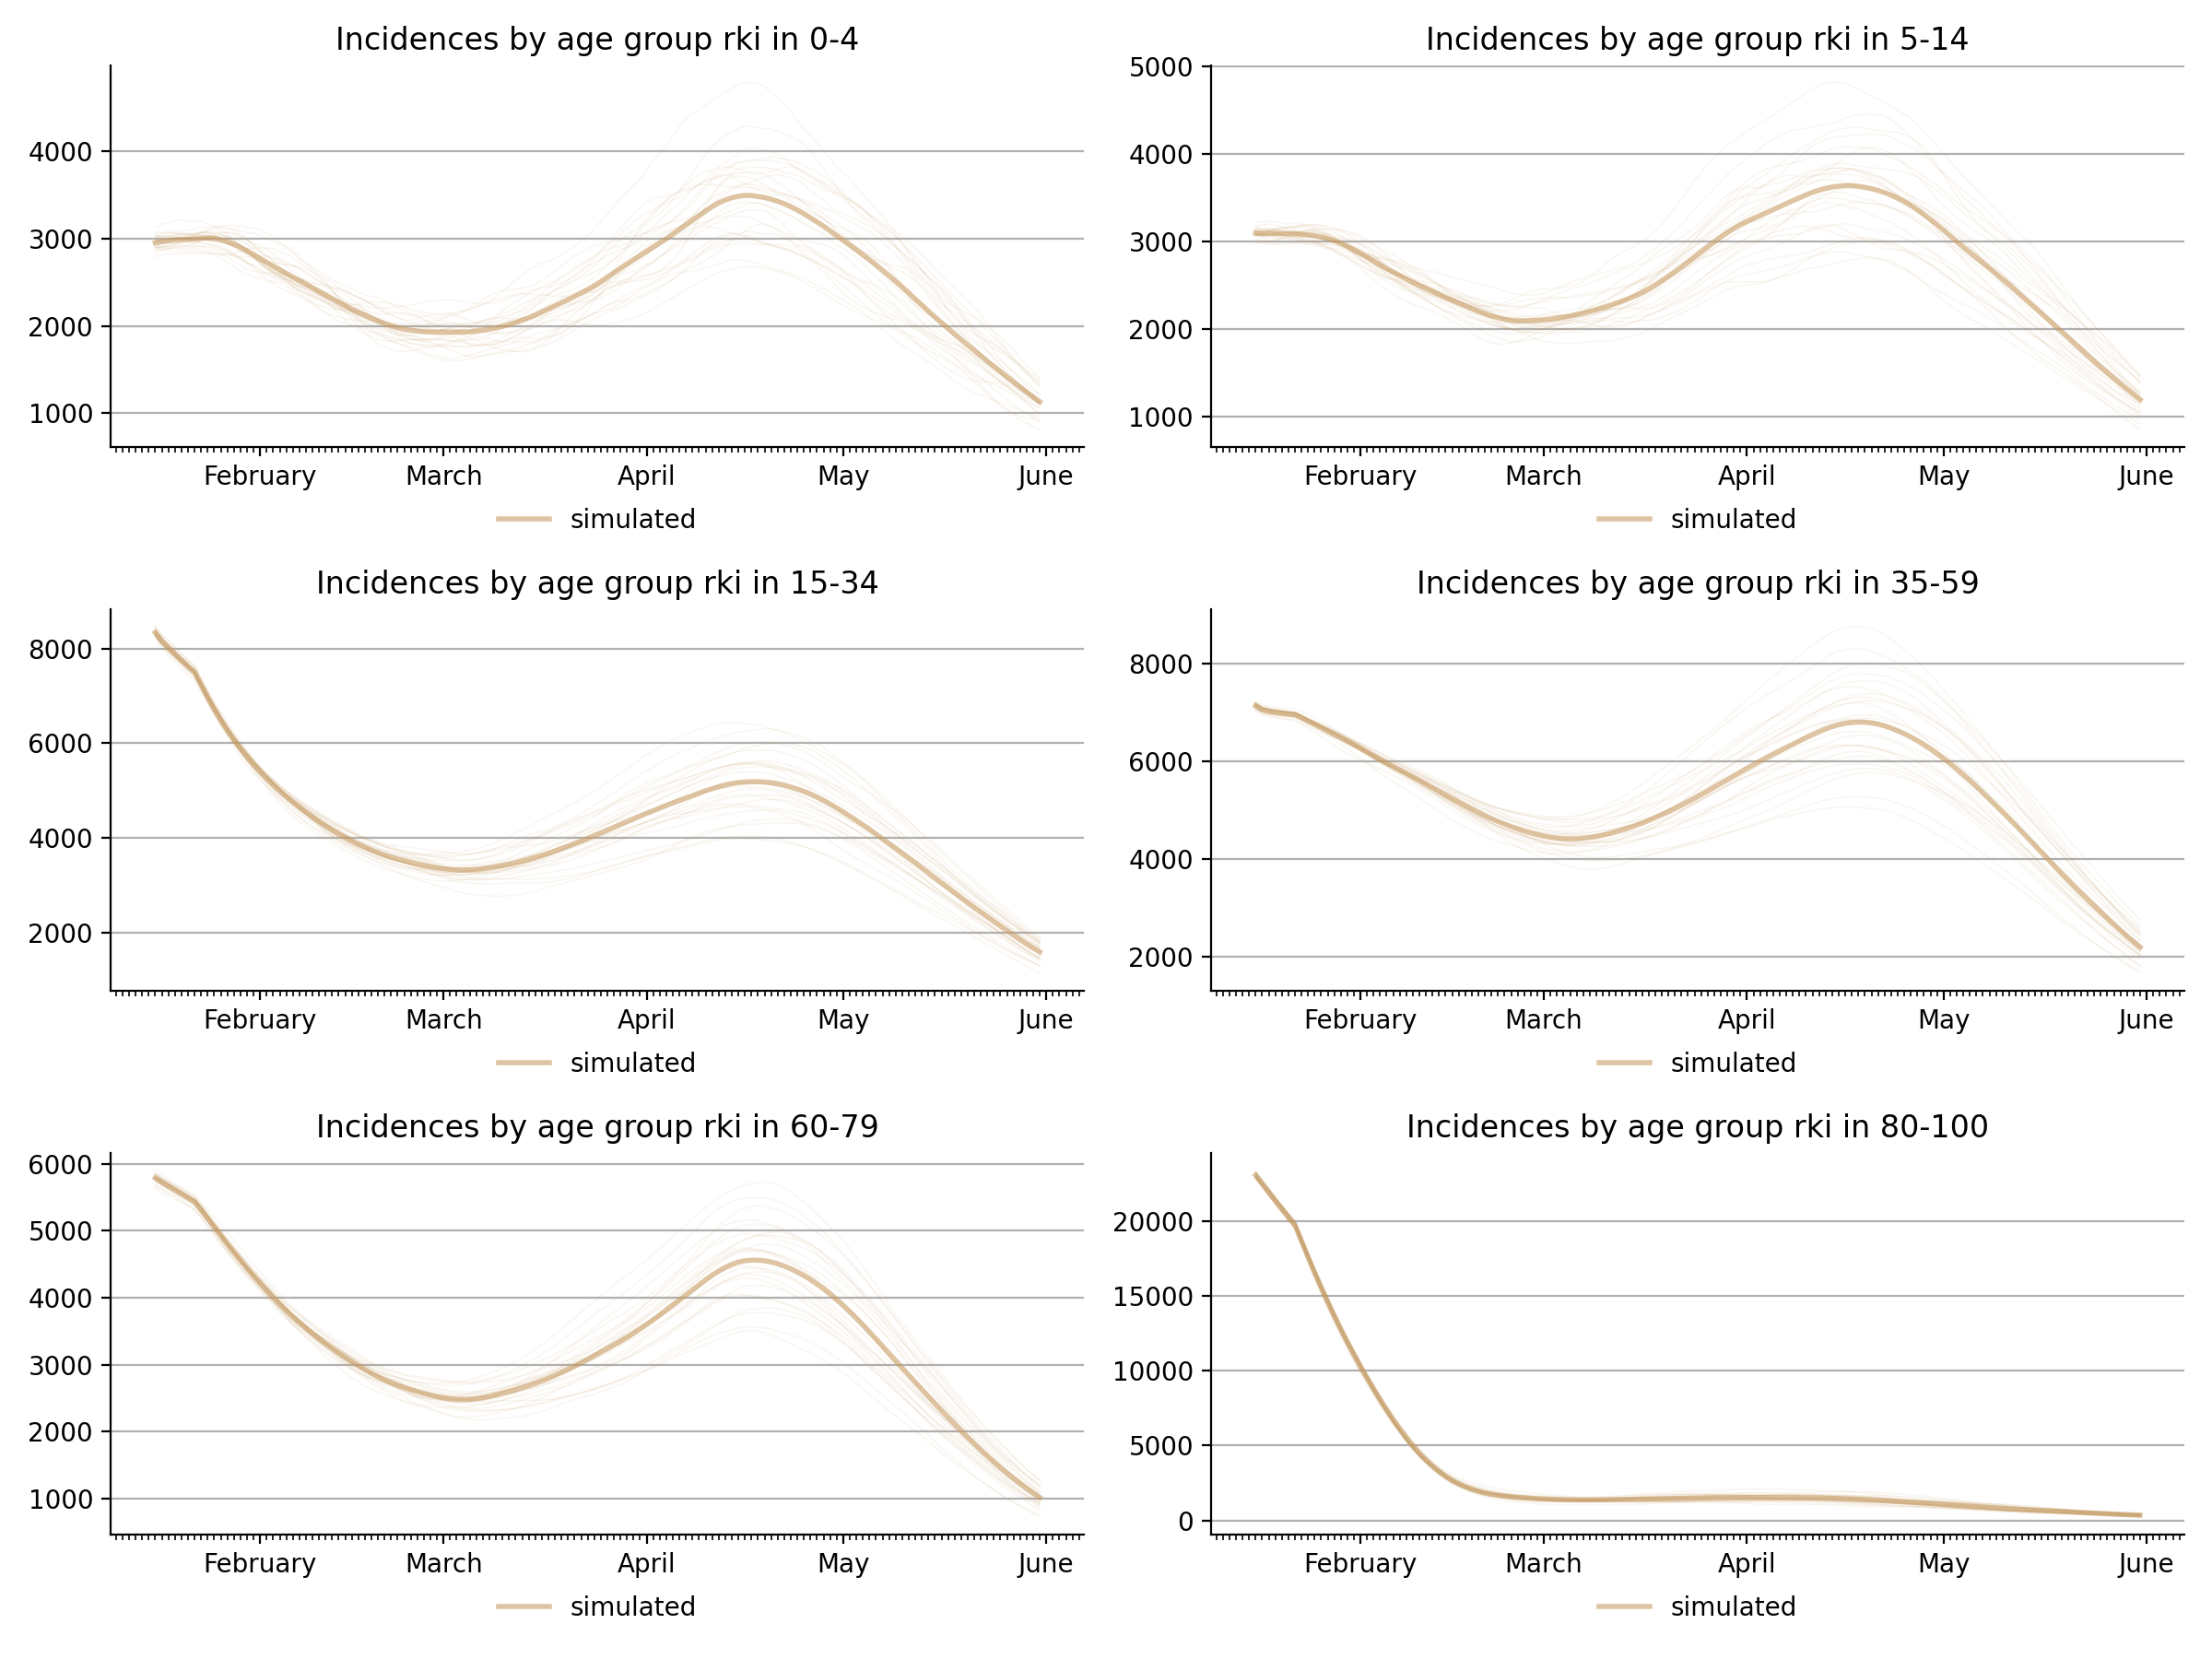 Incidences by age group rki in 0-4
4000
3000
2000
1000
February March April May June
simulated
Incidences by age group rki in 5-14
5000
4000
3000
2000
1000
February March April May June
simulated
Incidences by age group rki in 15-34
8000
6000
4000
2000
February March April May June
simulated
Incidences by age group rki in 35-59
8000
6000
4000
2000
February March April May June
simulated
Incidences by age group rki in 60-79
6000
5000
4000
3000
2000
1000
February March April May June
simulated
Incidences by age group rki in 80-100
20000
15000
10000
5000
0
February March April May June
simulated